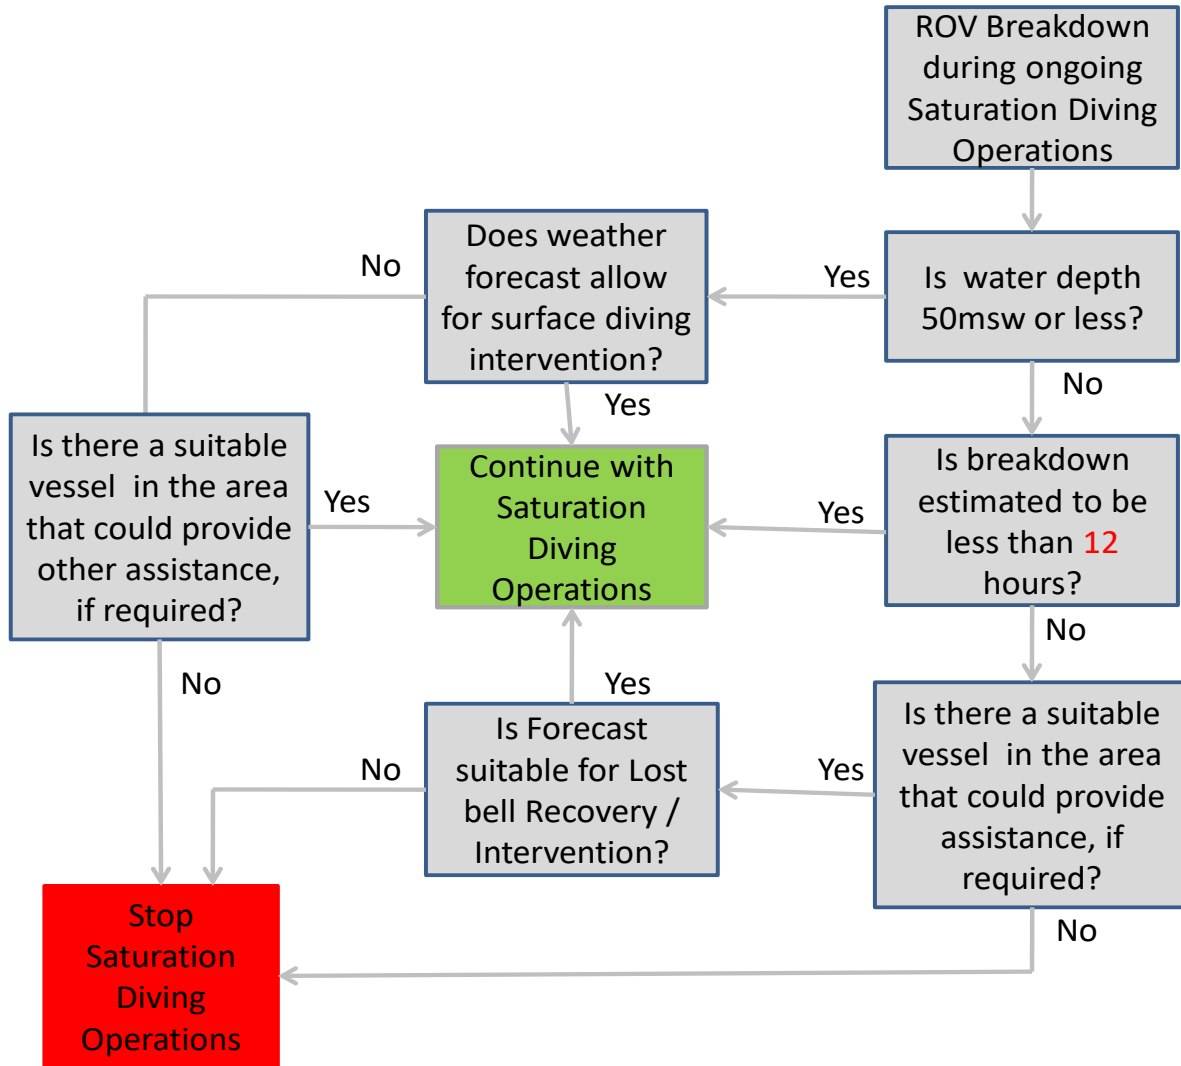 ROV Breakdown
during ongoing
Saturation Diving
Operations
Is water depth
50msw or less?
Yes
No
Does weather
forecast allow
for surface diving
intervention?
No
Yes
Is there a suitable
vessel in the area
that could provide
other assistance,
if required?
Yes
No
Continue with
Saturation
Diving
Operations
Is breakdown
estimated to be
less than 12
hours?
Yes
No
Is there a suitable
vessel in the area
that could provide
assistance, if
required?
Yes
No
Is Forecast
suitable for Lost
bell Recovery /
Intervention?
Yes
No
Stop
Saturation
Diving
Operations